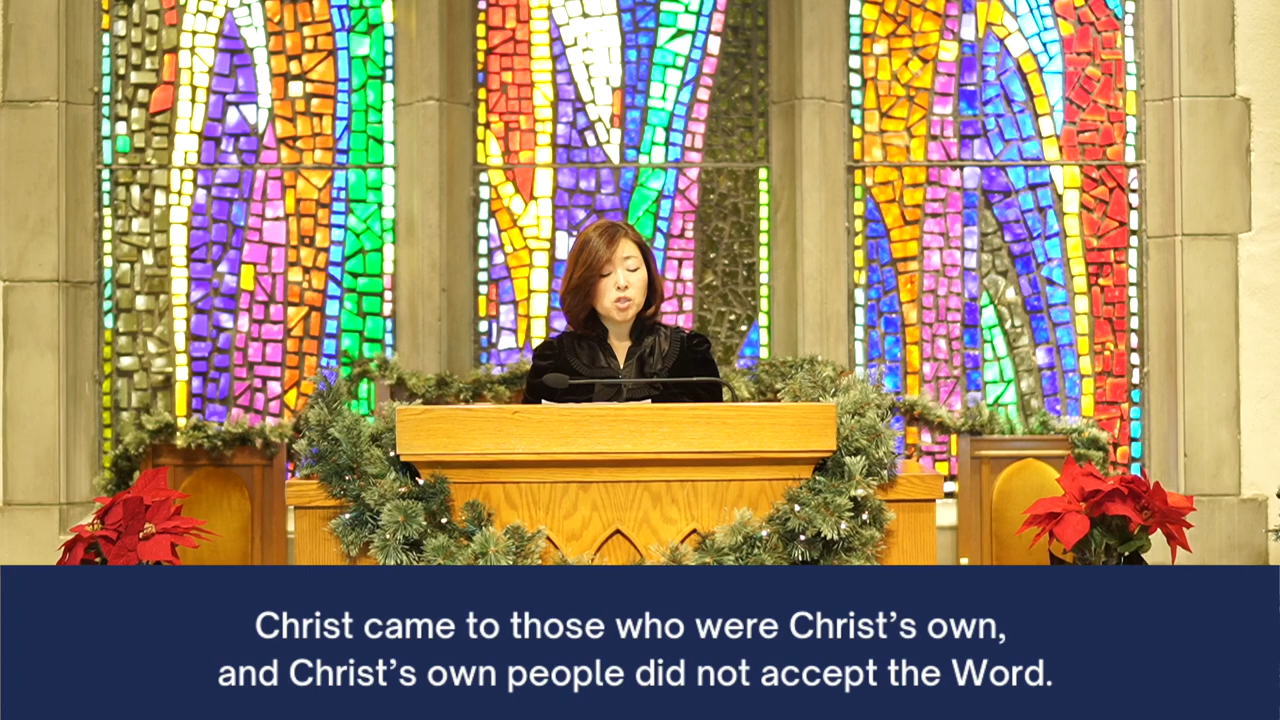 Christ came to those who were Christ’s own,
and Christ’s own people did not accept the Word.